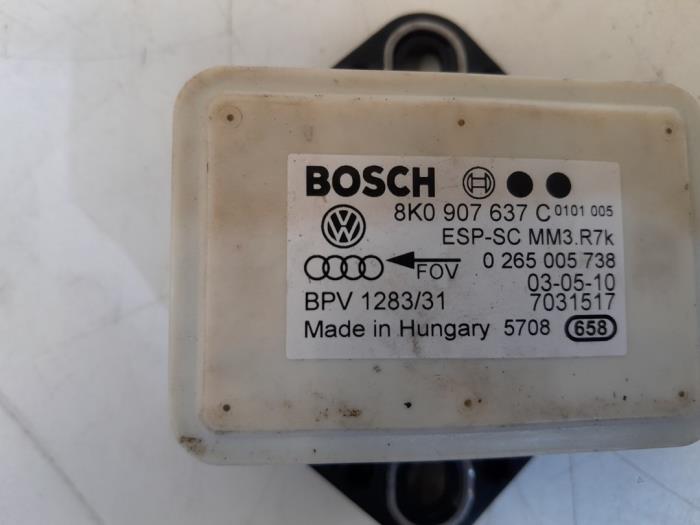 BOSCH
8K0 907 637 C 0101 005
VW
ESP-SC MM3.R7k
FOV
0 265 005 738
03-05-10
BPV 1283/31
7031517
Made in Hungary 5708 658